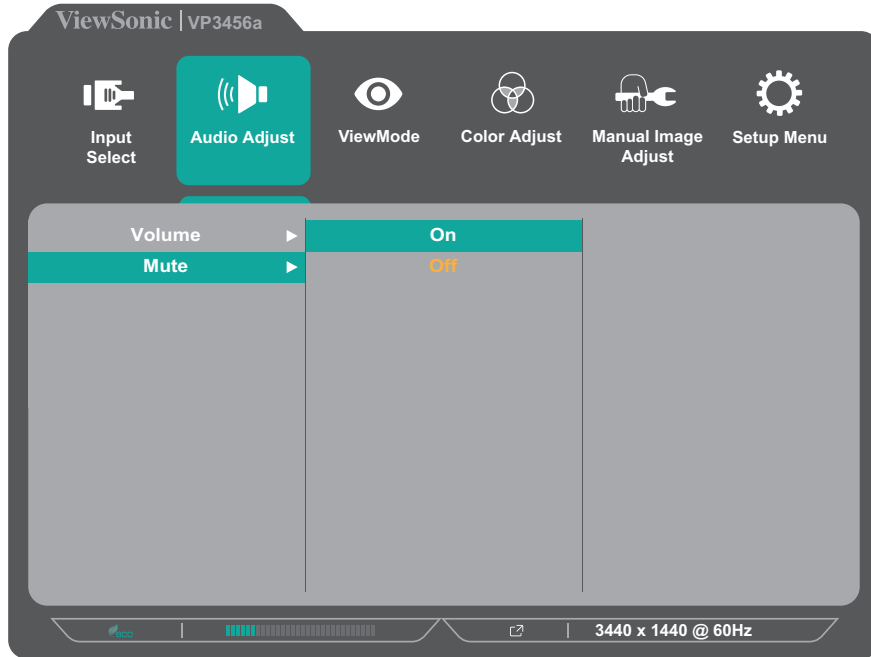 ViewSonic | VP3456a
Input
Select
Audio Adjust
ViewMode
Color Adjust
Manual Image
Adjust
Setup Menu
Volume
On
Mute
Off
ECO
3440 x 1440 @ 60Hz